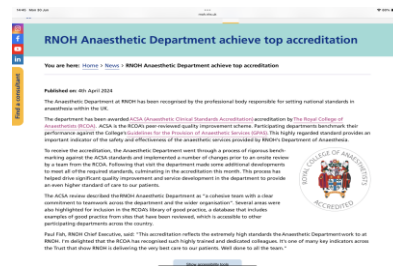 RNOH Anaesthetic Department achieve top accreditation
You are here: Home > News > RNOH Anaesthetic Department achieve top accreditation
Find a consultant
Published on: 4th April 2024
The Anaesthetic Department at RNOH has been recognised by the professional body responsible for setting national standards in
anaesthesia within the UK.
The department has been awarded ACSA (Anaesthetic Clinical Standards Accreditation) accreditation by The Royal College of
Anaesthetists (RCOA). ACSA is the RCOA's peer-reviewed quality improvement scheme. Participating departments benchmark their
performance against the College's Guidelines for the Provision of Anaesthetic Services (GPAS). This highly regarded standard provides an
important indicator of the safety and effectiveness of the anaesthetic services provided by RNOH's Department of Anaesthesia.
To receive the accreditation, the Anaesthetic Department went through a process of rigorous bench-
marking against the ACSA standards and implemented a number of changes prior to an onsite review
by a team from the RCOA. Following that visit the department made some additional developments
to meet all of the required standards, culminating in the accreditation this month. This process has
helped drive significant quality improvement and service development in the department to provide
an even higher standard of care to our patients.
ROYAL COLLEGE OF ANAESTHETISTS
ACCREDITED
The ACSA review described the RNOH Anaesthetic Department as "a cohesive team with a clear
commitment to teamwork across the department and the wider organisation". Several areas were
also highlighted for inclusion in the RCOA's library of good practice, a database that includes
examples of good practice from sites that have been reviewed, which is accessible to other
participating departments across the country.
Paul Fish, RNOH Chief Executive, said: "This accreditation reflects the extremely high standards the Anaesthetic Department work to at
RNOH. I'm delighted that the RCOA has recognised such highly trained and dedicated colleagues. It's one of many key indicators across
the Trust that show RNOH is delivering the very best care to our patients. Well done to all the team."
Show accessibility tools